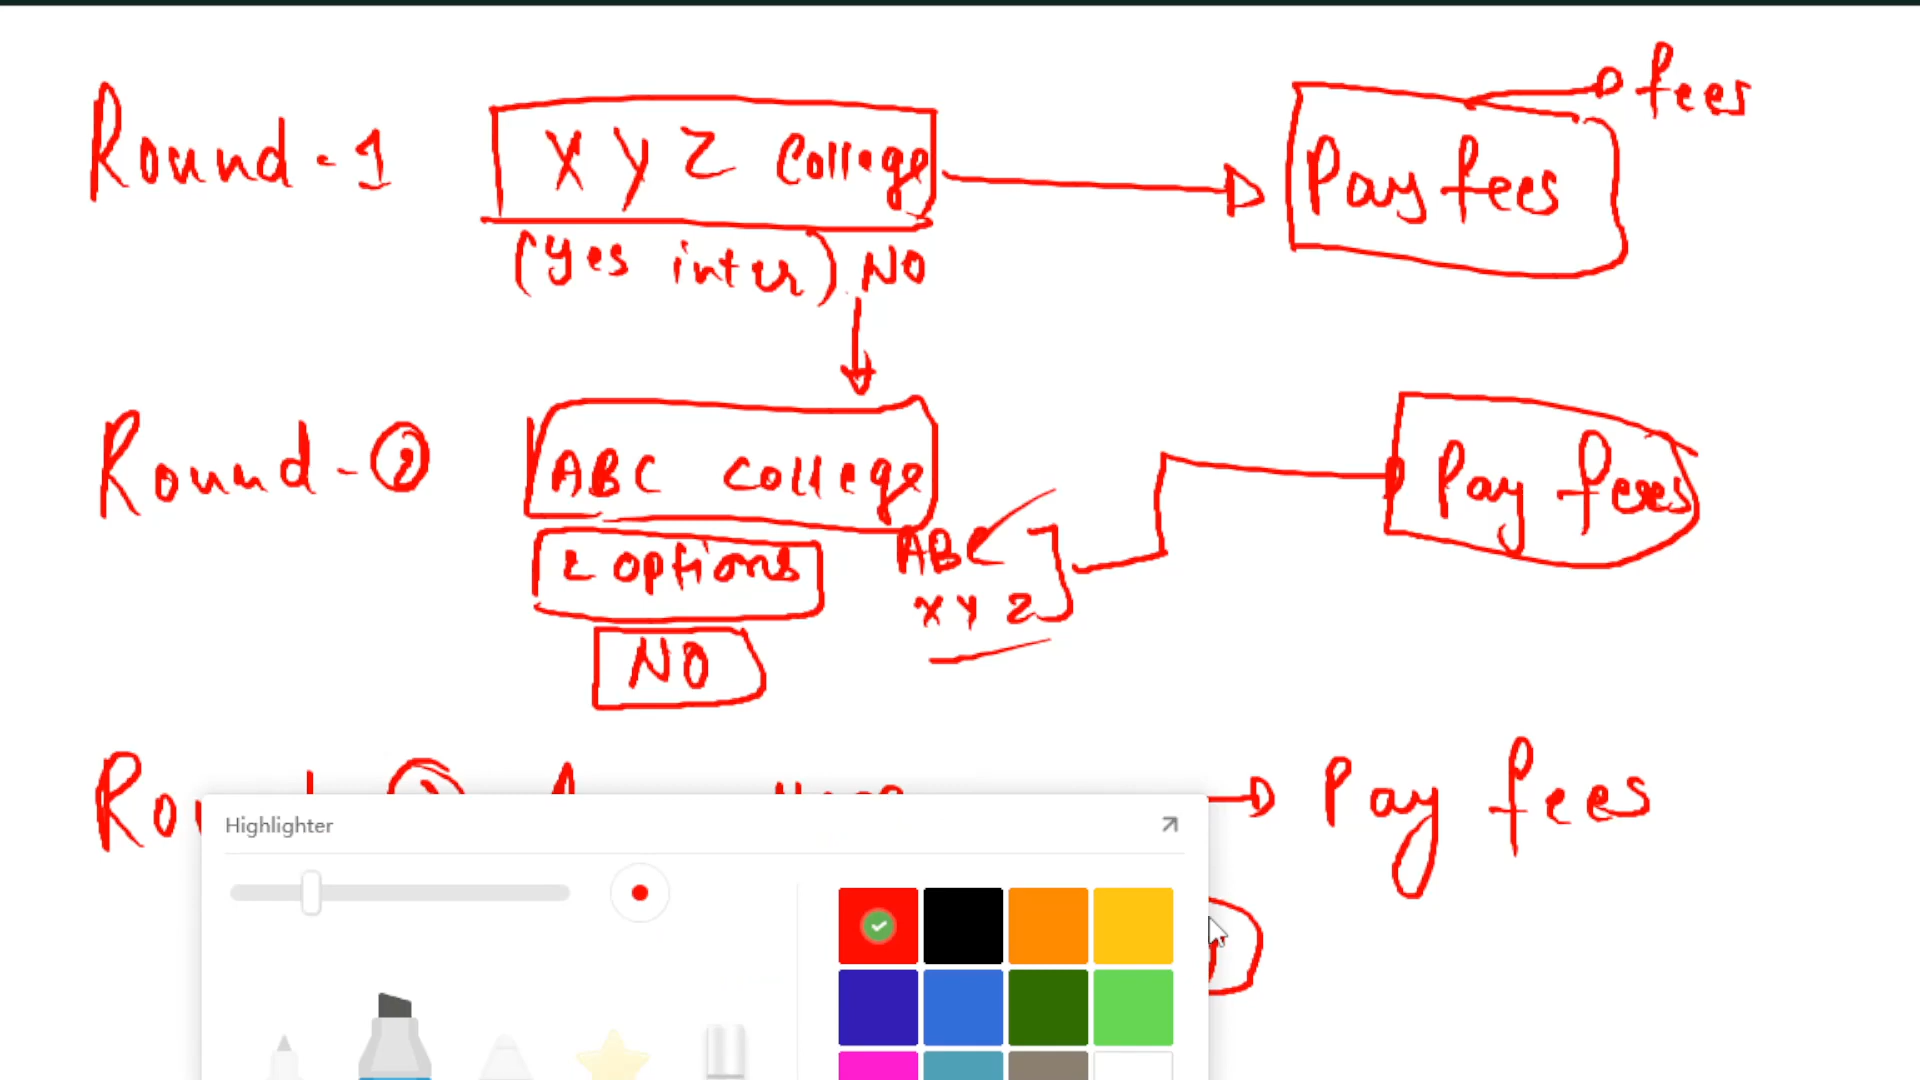 fees
Round-1 XYZ College Pay fees
(Yes inter) NO
Round-2 ABC College Pay fees
2 options ABC
XYZ
NO
Pay fees
Highlighter